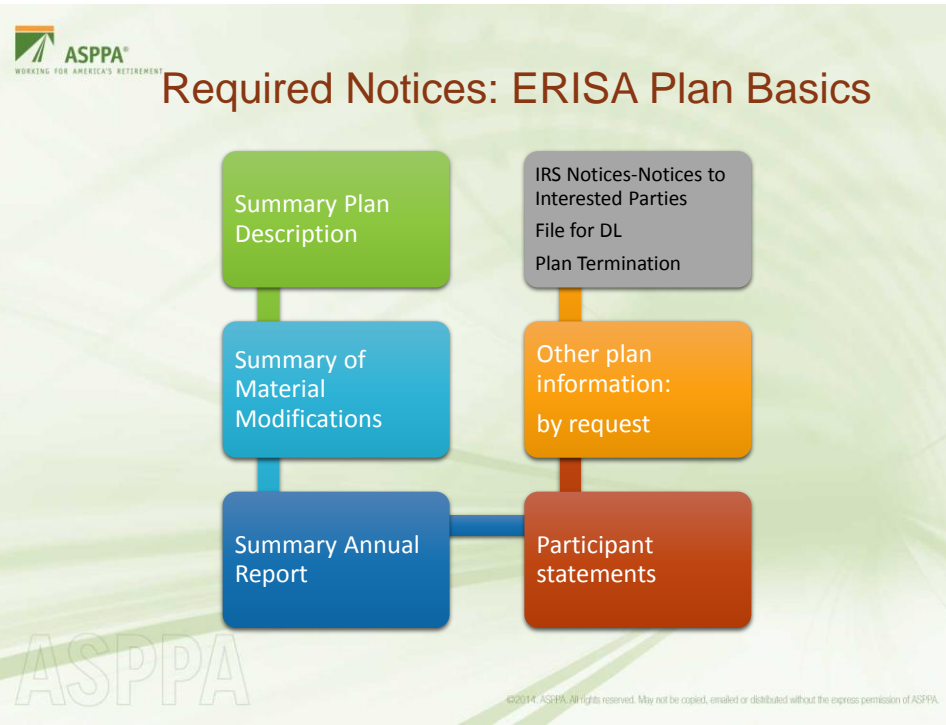 ASPPA®
WORKING FOR AMERICA'S RETIREMENT
Required Notices: ERISA Plan Basics
Summary Plan
Description
Summary of
Material
Modifications
Summary Annual
Report
Participant
statements
Other plan
information:
by request
IRS Notices-Notices to
Interested Parties
File for DL
Plan Termination
ASPPA
©2014. ASPPA. All rights reserved. May not be copied, emailed or distributed without the express permission of ASPPA.